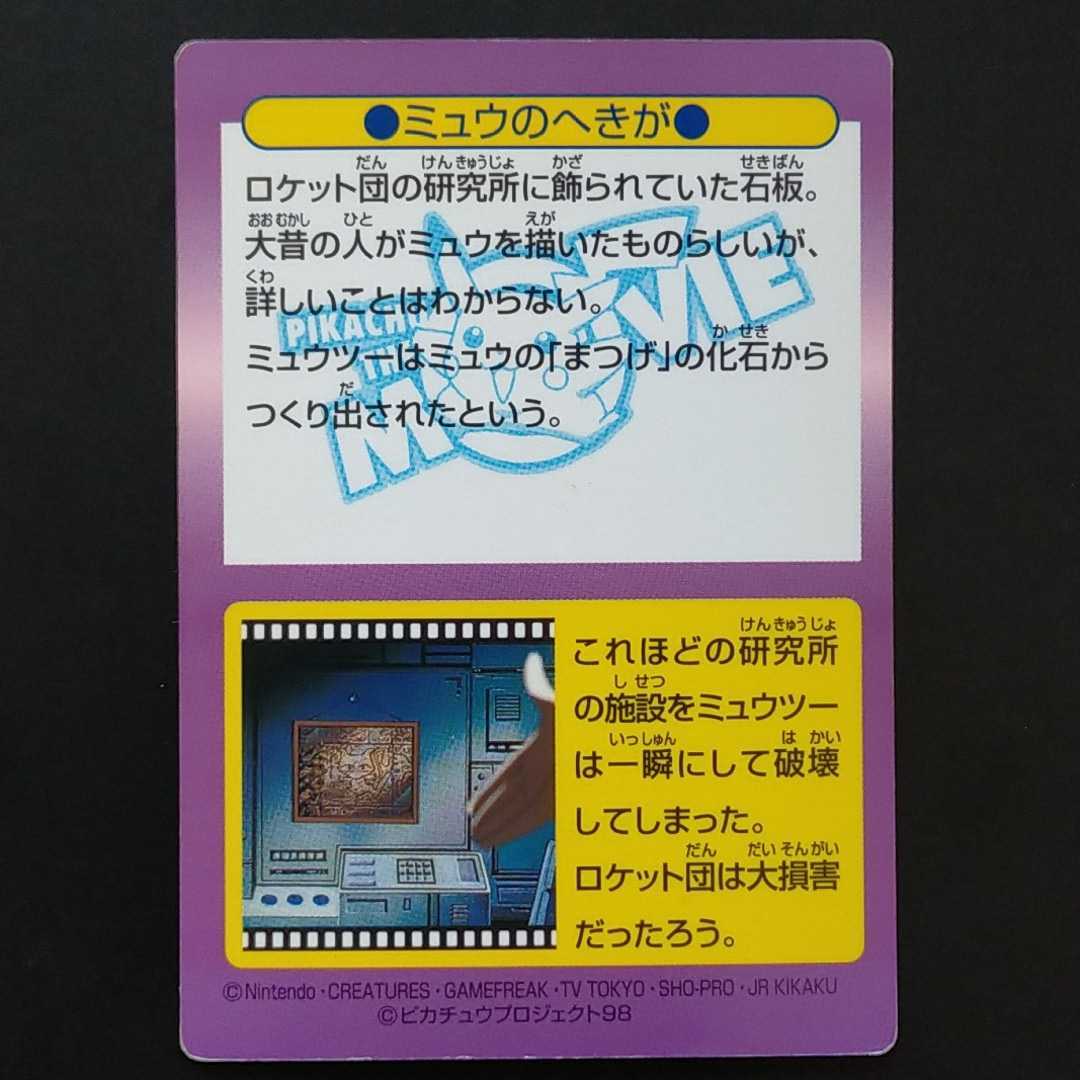 ●ミュウのへきが●
だん けんきゅうじょ かざ せきばん
ロケット団の研究所に飾られていた石板。
おおむかし ひと えが
大昔の人がミュウを描いたものらしいが、
くわ
詳しいことはわからない。
か せき
ミュウツーはミュウの「まつげ」の化石から
だ
つくり出されたという。
PIKACHU
THE
MOVIE
けんきゅうじょ
これほどの研究所
し せつ
の施設をミュウツー
いっしゅん は かい
は一瞬にして破壊
してしまった。
だん だい そんがい
ロケット団は大損害
だったろう。
©Nintendo・CREATURES・GAMEFREAK・TV TOKYO・SHO-PRO・JR KIKAKU
©ピカチュウプロジェクト98